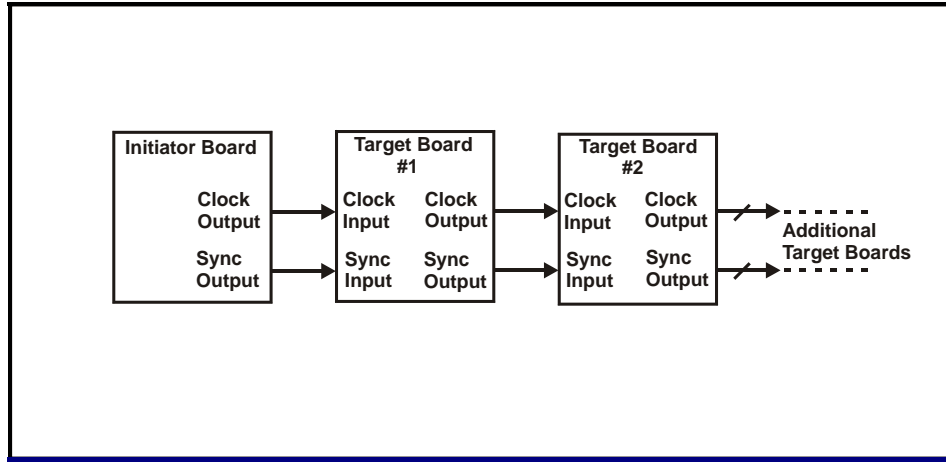 Initiator Board
Clock
Output
Sync
Output
Target Board
#1
Clock
Input
Clock
Output
Sync
Input
Sync
Output
Target Board
#2
Clock
Input
Clock
Output
Sync
Input
Sync
Output
Additional
Target Boards